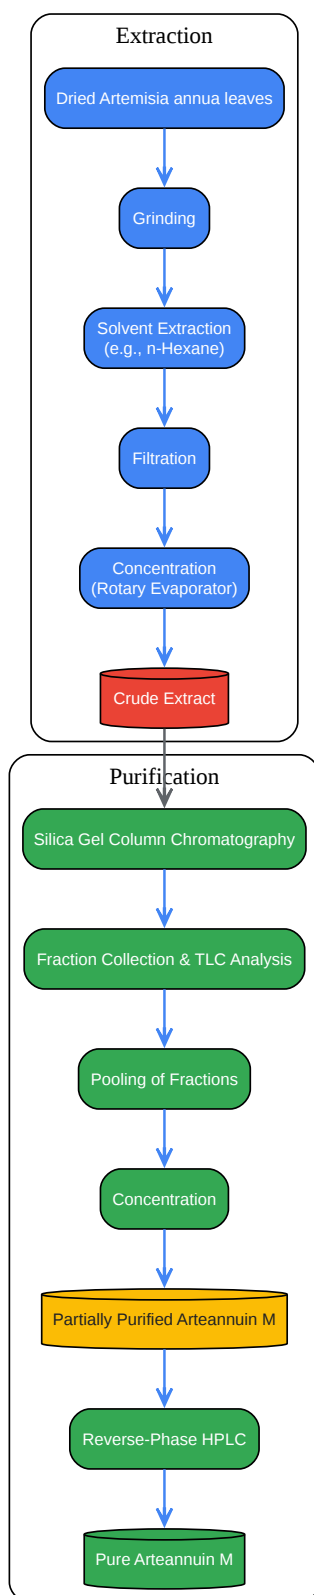 Extraction
Dried Artemisia annua leaves
Grinding
Solvent Extraction
(e.g., n-Hexane)
Filtration
Concentration
(Rotary Evaporator)
Crude Extract
Purification
Silica Gel Column Chromatography
Fraction Collection & TLC Analysis
Pooling of Fractions
Concentration
Partially Purified Arteannuin M
Reverse-Phase HPLC
Pure Arteannuin M